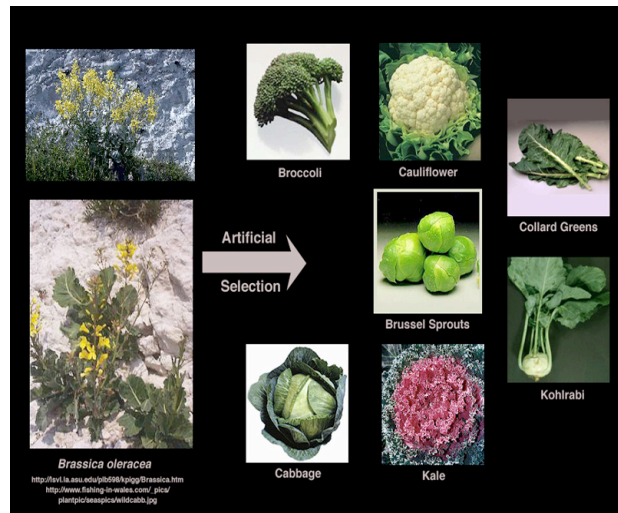 Broccoli
Cauliflower
Collard Greens
Artificial
Selection
Brussel Sprouts
Kohlrabi
Brassica oleracea
http://lsvl.la.asu.edu/plb598/kpigg/Brassica.htm
http://www.fishing-in-wales.com/_pics/
plantpic/seaspics/wildcabb.jpg
Cabbage
Kale